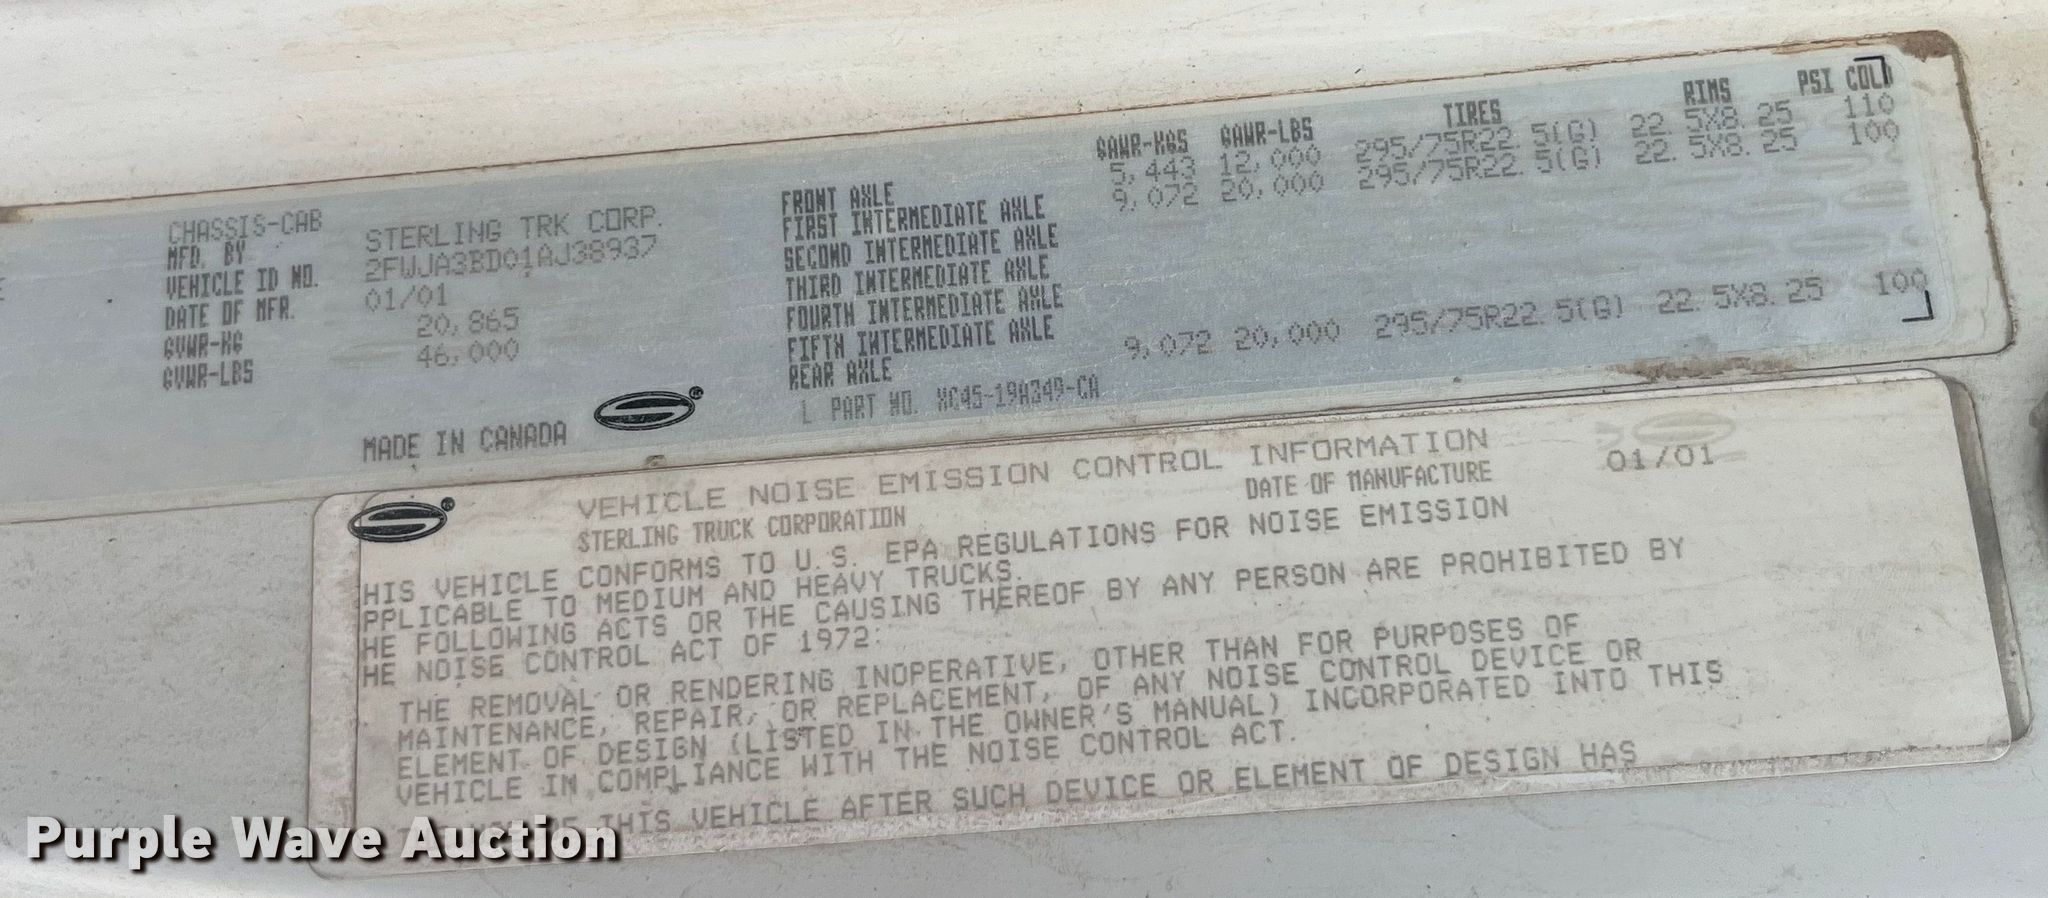 CHASSIS-CAB
MFD. BY STERLING TRK CORP.
VEHICLE ID NO. 2FWJA3BD01AJ38937
DATE OF MFR. 01/01
GVWR-KG 20,865
GVWR-LBS 46,000
MADE IN CANADA
GAWR-KGS GAWR-LBS TIRES RIMS PSI COLD
FRONT AXLE 5,443 12,000 295/75R22.5(G) 22.5X8.25 110
FIRST INTERMEDIATE AXLE 9,072 20,000 295/75R22.5(G) 22.5X8.25 100
SECOND INTERMEDIATE AXLE
THIRD INTERMEDIATE AXLE
FOURTH INTERMEDIATE AXLE
FIFTH INTERMEDIATE AXLE
REAR AXLE 9,072 20,000 295/75R22.5(G) 22.5X8.25 100
L PART NO. XC45-19A349-CA
VEHICLE NOISE EMISSION CONTROL INFORMATION
STERLING TRUCK CORPORATION DATE OF MANUFACTURE 01/01
HIS VEHICLE CONFORMS TO U.S. EPA REGULATIONS FOR NOISE EMISSION
PPLICABLE TO MEDIUM AND HEAVY TRUCKS.
HE FOLLOWING ACTS OR THE CAUSING THEREOF BY ANY PERSON ARE PROHIBITED BY
HE NOISE CONTROL ACT OF 1972:
THE REMOVAL OR RENDERING INOPERATIVE, OTHER THAN FOR PURPOSES OF
MAINTENANCE, REPAIR, OR REPLACEMENT, OF ANY NOISE CONTROL DEVICE OR
ELEMENT OF DESIGN (LISTED IN THE OWNER'S MANUAL) INCORPORATED INTO THIS
VEHICLE IN COMPLIANCE WITH THE NOISE CONTROL ACT.
THIS VEHICLE AFTER SUCH DEVICE OR ELEMENT OF DESIGN HAS
Purple Wave Auction